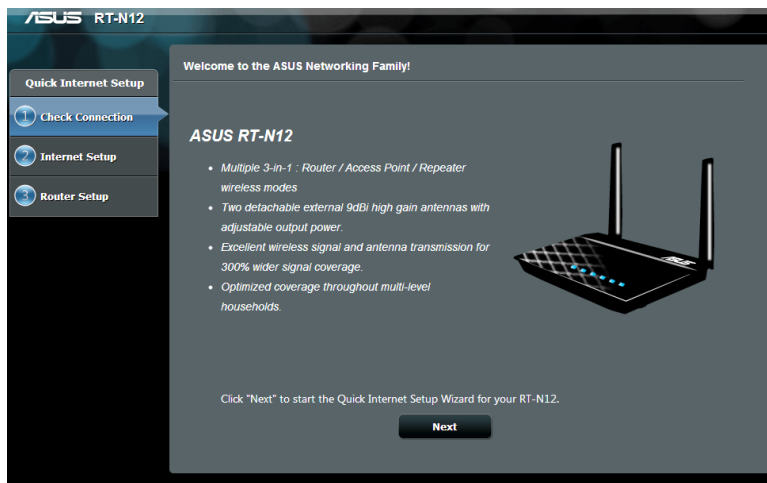 ASUS RT-N12
Quick Internet Setup
1 Check Connection
2 Internet Setup
3 Router Setup
Welcome to the ASUS Networking Family!
ASUS RT-N12
• Multiple 3-in-1 : Router / Access Point / Repeater
wireless modes
• Two detachable external 9dBi high gain antennas with
adjustable output power.
• Excellent wireless signal and antenna transmission for
300% wider signal coverage.
• Optimized coverage throughout multi-level
households.
ASUS
Click "Next" to start the Quick Internet Setup Wizard for your RT-N12.
Next